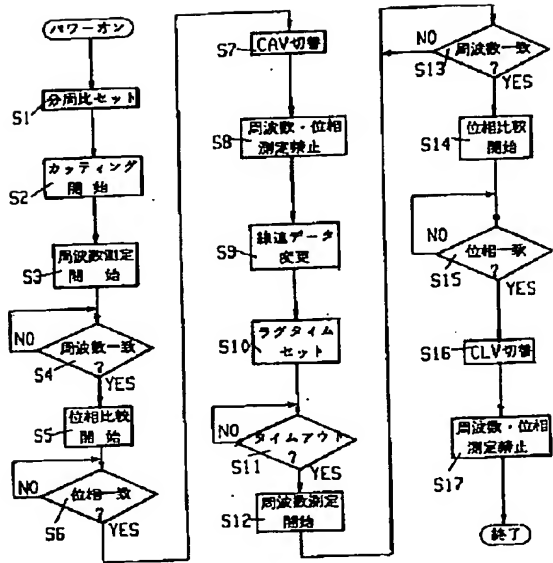 パワーオン
S1
分周比セット
S2
カッティング
開始
S3
周波数測定
開始
NO
周波数一致
?
S4
YES
S5
位相比較
開始
NO
位相一致
?
S6
YES
S7
CAV切替
S8
周波数・位相
測定禁止
S9
線速データ
変更
S10
ラグタイム
セット
NO
タイムアウト
?
S11
YES
S12
周波数測定
開始
NO
周波数一致
?
S13
YES
S14
位相比較
開始
NO
位相一致
?
S15
YES
S16
CLV切替
周波数・位相
測定禁止
S17
終了